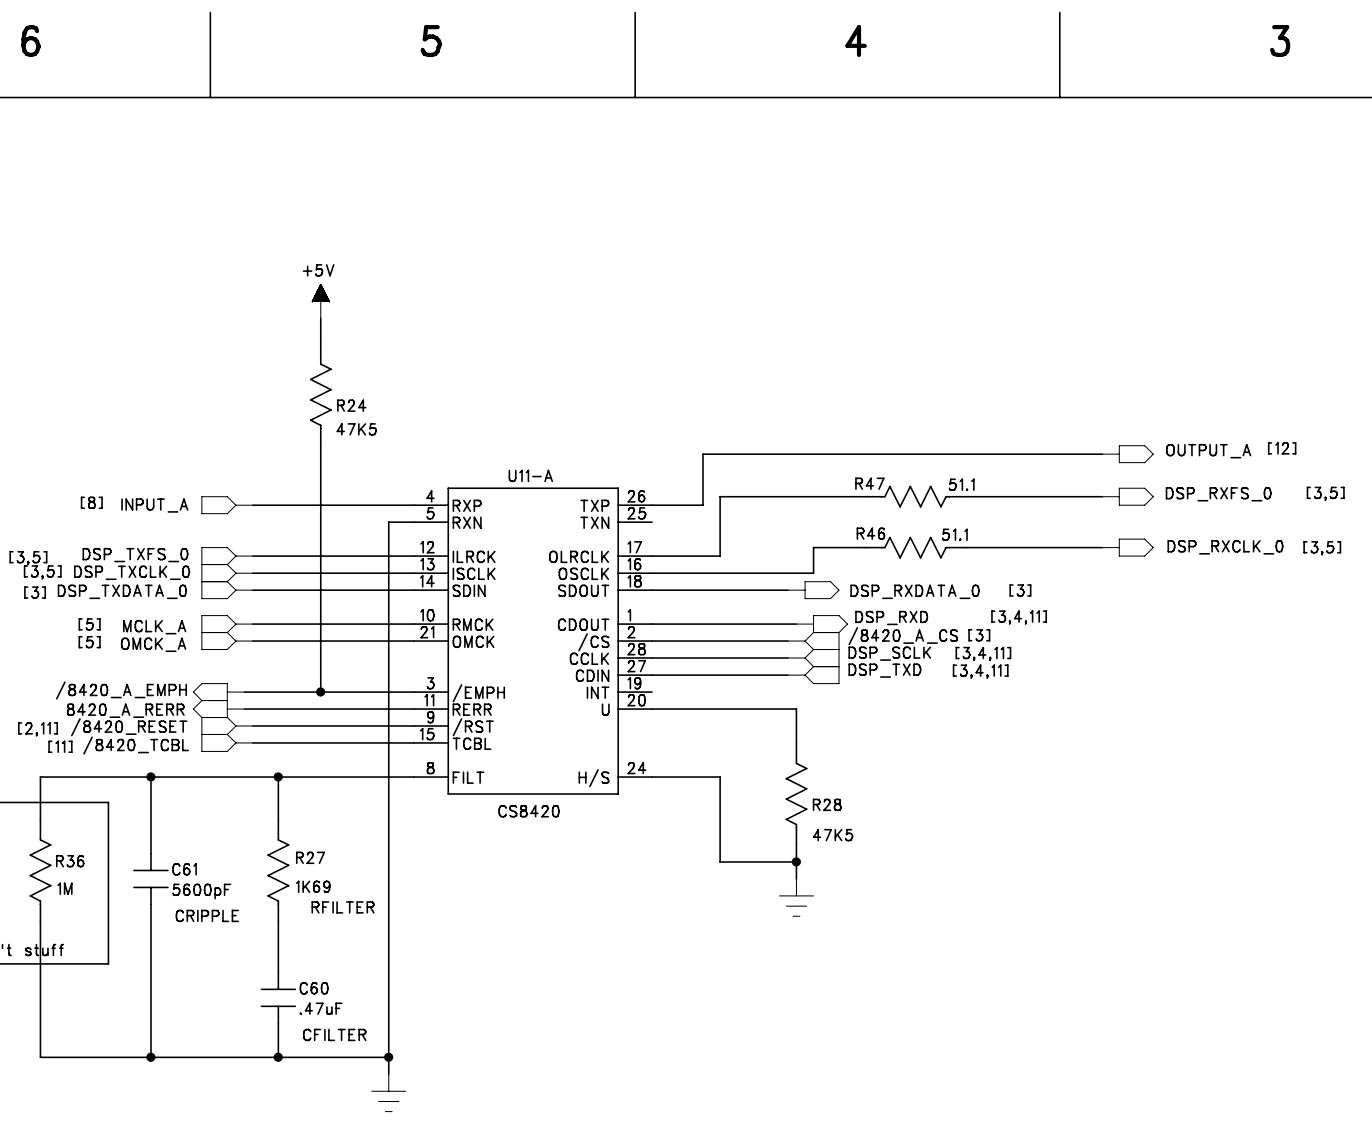 6 5 4 3
+5V
R24
47K5
U11-A
[8] INPUT_A
4 RXP
5 RXN
[3,5] DSP_TXFS_0 12 ILRCK
[3,5] DSP_TXCLK_0 13 ISCLK
[3] DSP_TXDATA_0 14 SDIN
[5] MCLK_A 10 RMCK
[5] OMCK_A 21 OMCK
/8420_A_EMPH 3 /EMPH
8420_A_RERR 11 RERR
[2,11] /8420_RESET 9 /RST
[11] /8420_TCBL 15 TCBL
8 FILT
TXP 26
TXN 25
OLRCLK 17
OSCLK 16
SDOUT 18
CDOUT 1
/CS 2
CCLK 28
CDIN 27
INT 19
U 20
H/S 24
CS8420
OUTPUT_A [12]
R47 51.1 DSP_RXFS_0 [3,5]
R46 51.1 DSP_RXCLK_0 [3,5]
DSP_RXDATA_0 [3]
DSP_RXD [3,4,11]
/8420_A_CS [3]
DSP_SCLK [3,4,11]
DSP_TXD [3,4,11]
R28
47K5
R36
1M
't stuff
C61
5600pF
CRIPPLE
R27
1K69
RFILTER
C60
.47uF
CFILTER